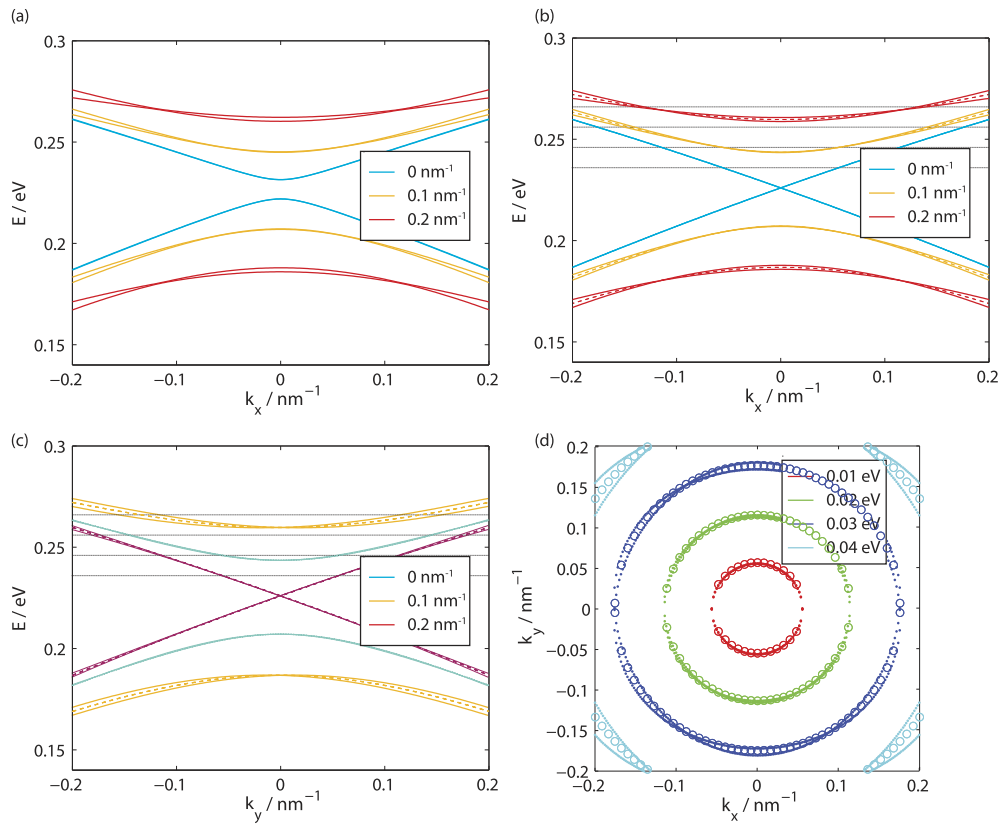 (a)
0.3
0.25
0.2
0.15
E / eV
−0.2
−0.1
0
0.1
0.2
k_x / nm⁻¹
0 nm⁻¹
0.1 nm⁻¹
0.2 nm⁻¹
(b)
0.3
0.25
0.2
0.15
E / eV
−0.2
−0.1
0
0.1
0.2
k_x / nm⁻¹
0 nm⁻¹
0.1 nm⁻¹
0.2 nm⁻¹
(c)
0.3
0.25
0.2
0.15
E / eV
−0.2
−0.1
0
0.1
0.2
k_y / nm⁻¹
0 nm⁻¹
0.1 nm⁻¹
0.2 nm⁻¹
(d)
0.2
0.15
0.1
0.05
0
−0.05
−0.1
−0.15
−0.2
k_y / nm⁻¹
−0.2
−0.1
0
0.1
0.2
k_x / nm⁻¹
0.01 eV
0.02 eV
0.03 eV
0.04 eV